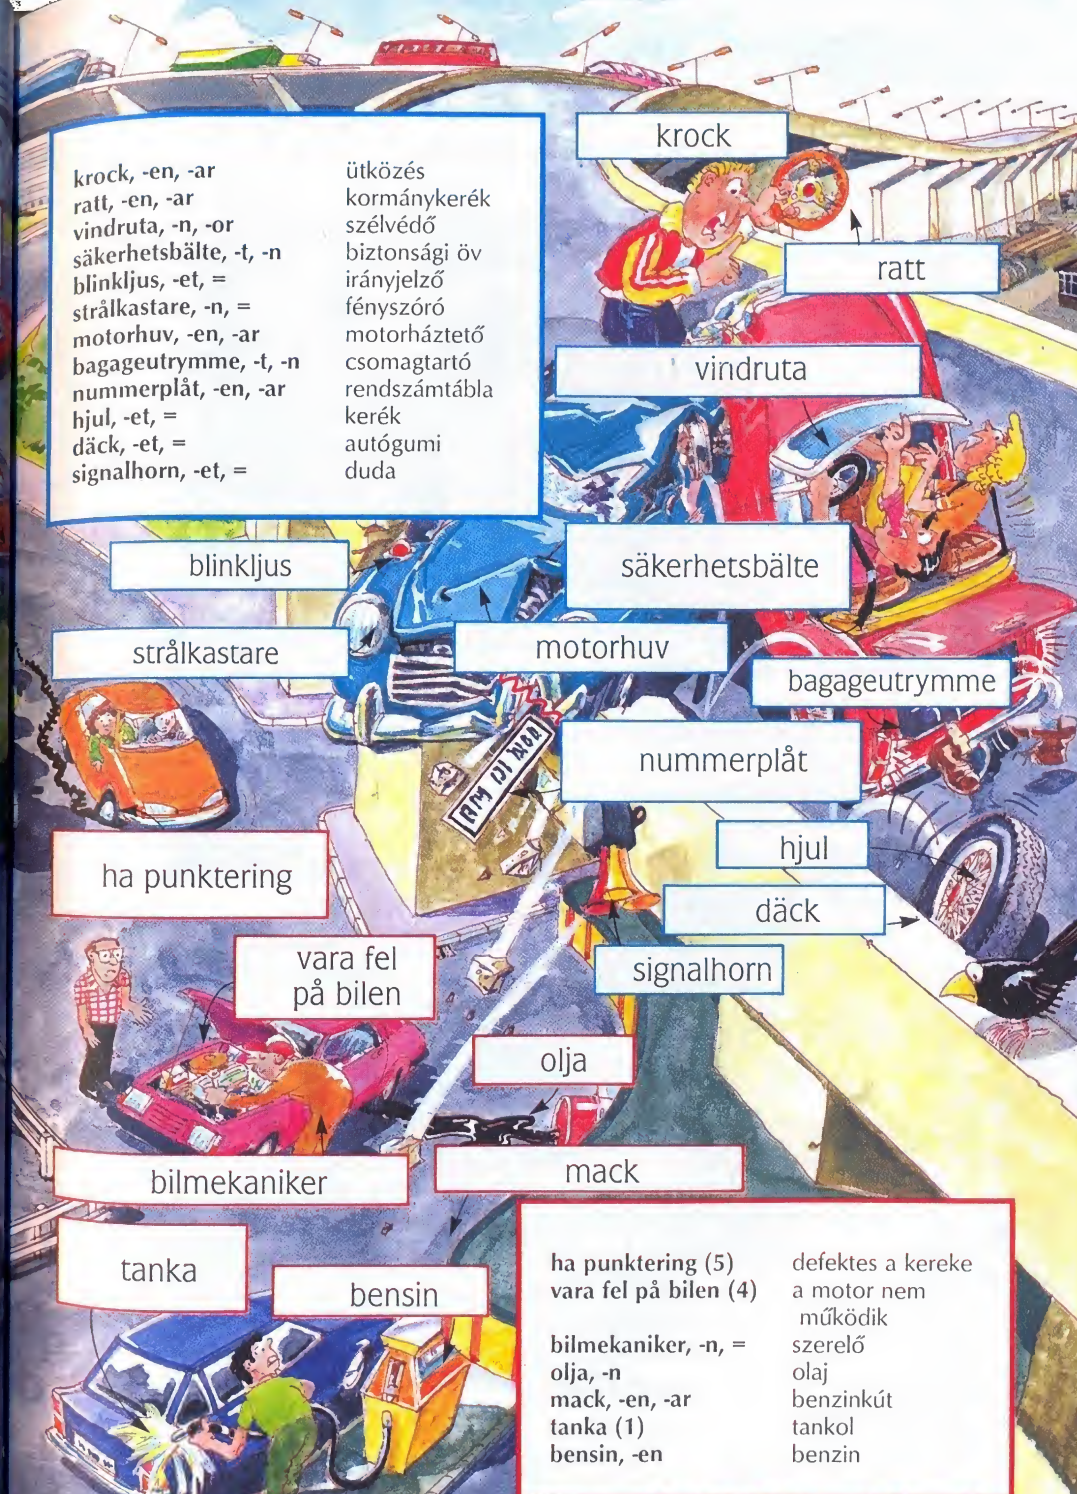 krock
krock, -en, -ar ütközés
ratt, -en, -ar kormánykerék
vindruta, -n, -or szélvédő
säkerhetsbälte, -t, -n biztonsági öv
blinkljus, -et, = irányjelző
strålkastare, -n, = fényszóró
motorhuv, -en, -ar motorháztető
bagageutrymme, -t, -n csomagtartó
nummerplåt, -en, -ar rendszámtábla
hjul, -et, = kerék
däck, -et, = autógumi
signalhorn, -et, = duda
ratt
vindruta
blinkljus
säkerhetsbälte
strålkastare
motorhuv
bagageutrymme
nummerplåt
hjul
ha punktering
däck
vara fel
på bilen
signalhorn
olja
bilmekaniker
mack
tanka
bensin
ha punktering (5) defektes a kereke
vara fel på bilen (4) a motor nem
működik
bilmekaniker, -n, = szerelő
olja, -n olaj
mack, -en, -ar benzinkút
tanka (1) tankol
bensin, -en benzin